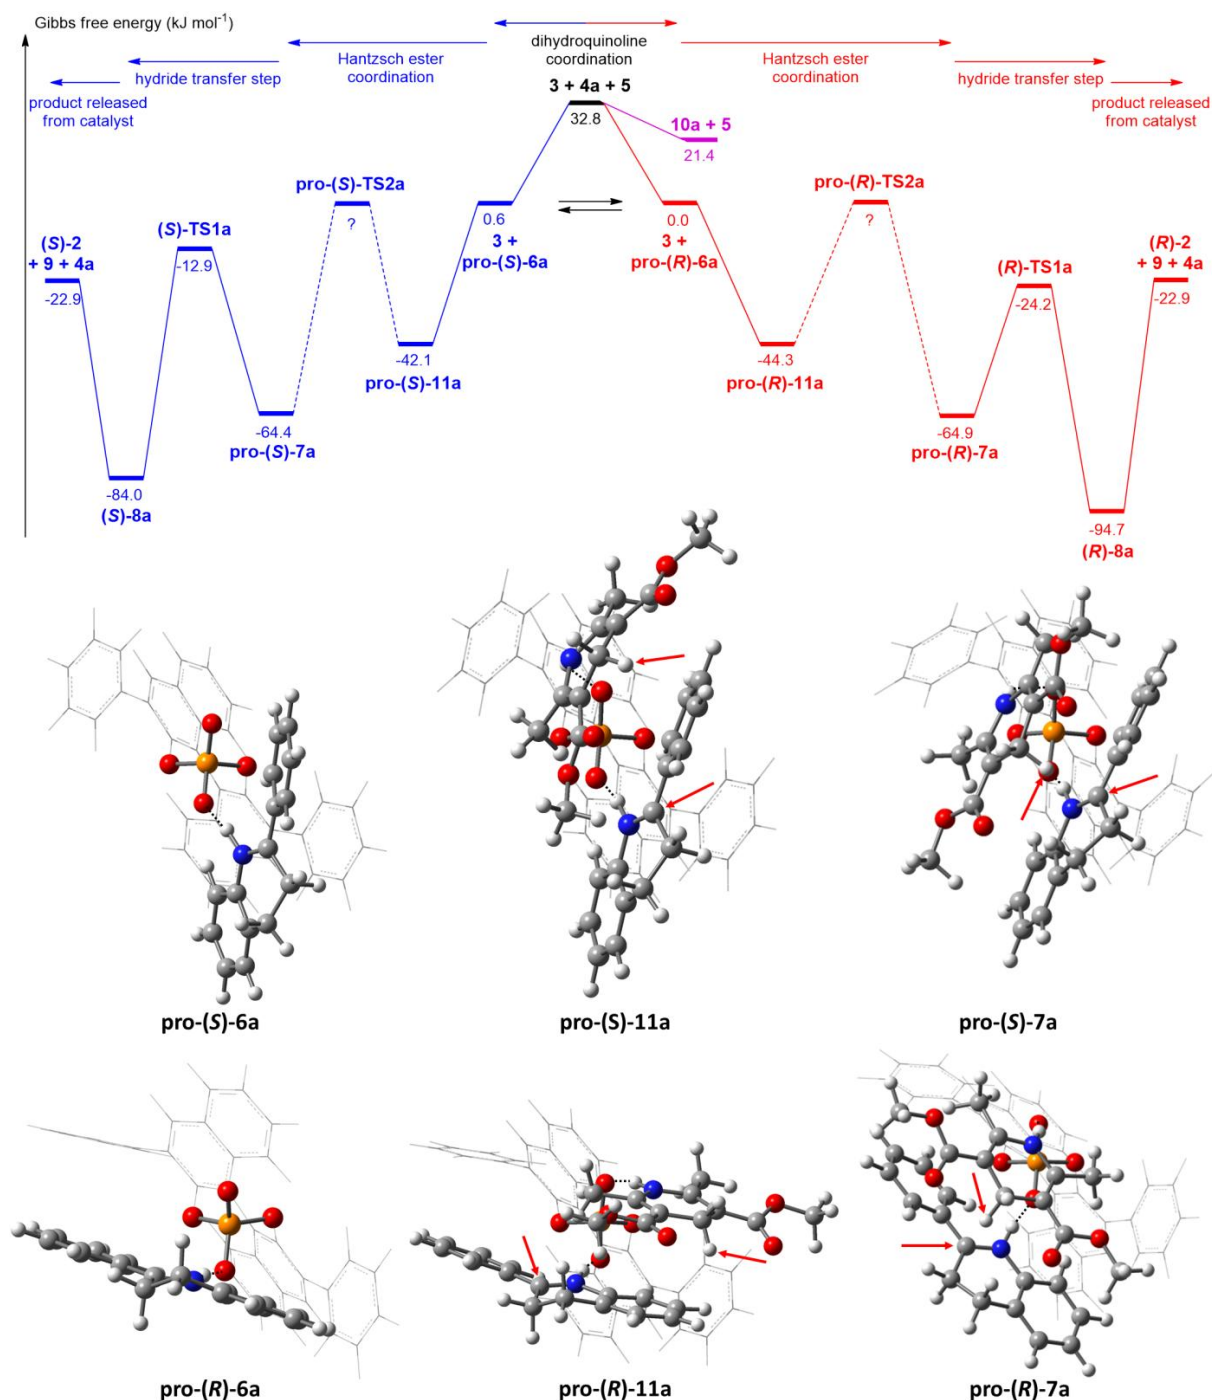 Gibbs free energy (kJ mol⁻¹)
dihydroquinoline
coordination
Hantzsch ester
coordination
Hantzsch ester
coordination
hydride transfer step
hydride transfer step
product released
from catalyst
product released
from catalyst
3 + 4a + 5
32.8
10a + 5
21.4
pro-(S)-TS2a
?
pro-(R)-TS2a
?
0.6
3 +
pro-(S)-6a
0.0
3 +
pro-(R)-6a
(S)-2
+ 9 + 4a
-22.9
(S)-TS1a
-12.9
(R)-TS1a
-24.2
(R)-2
+ 9 + 4a
-22.9
-42.1
pro-(S)-11a
-44.3
pro-(R)-11a
-64.4
pro-(S)-7a
-64.9
pro-(R)-7a
-84.0
(S)-8a
-94.7
(R)-8a
pro-(S)-6a
pro-(S)-11a
pro-(S)-7a
pro-(R)-6a
pro-(R)-11a
pro-(R)-7a